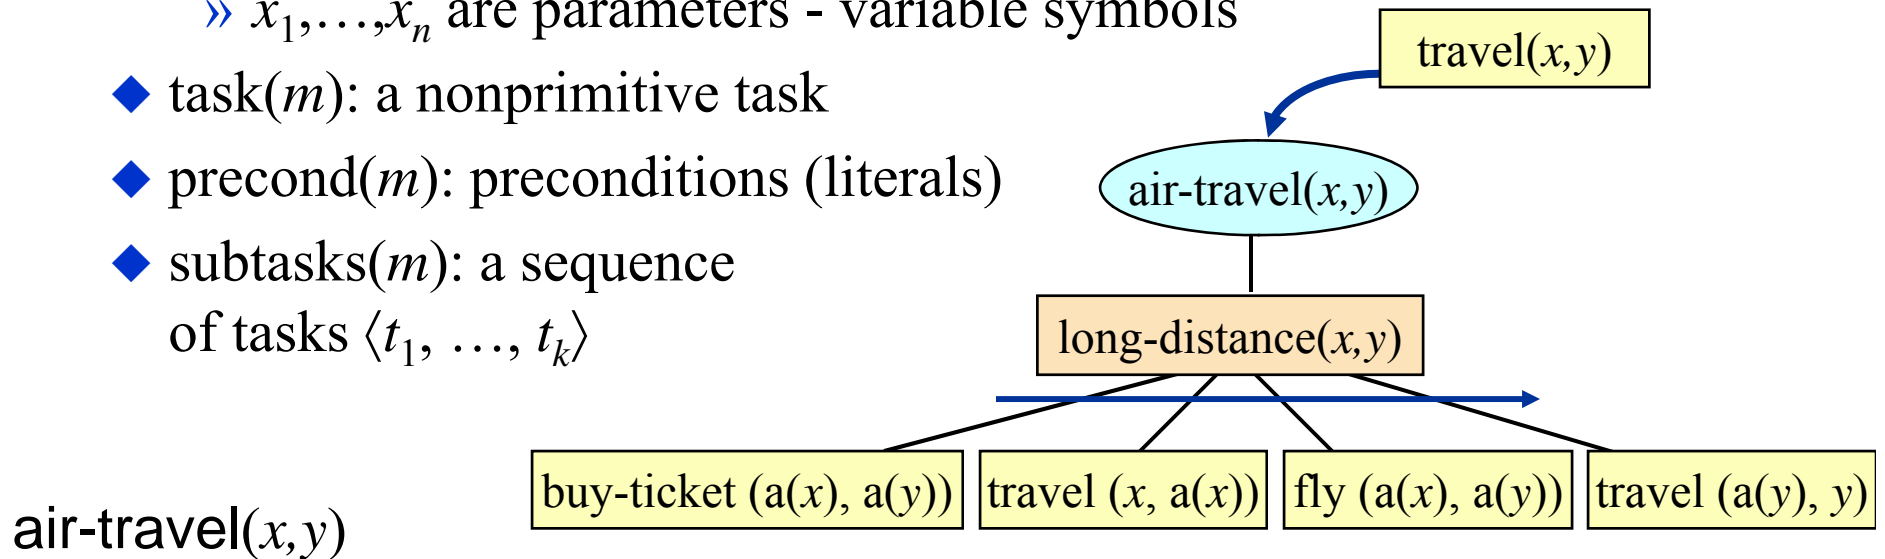 » x₁,…,xₙ are parameters - variable symbols
◆ task(m): a nonprimitive task
◆ precond(m): preconditions (literals)
◆ subtasks(m): a sequence
of tasks ⟨t₁, …, tₖ⟩
air-travel(x,y)
travel(x,y)
air-travel(x,y)
long-distance(x,y)
buy-ticket (a(x), a(y))
travel (x, a(x))
fly (a(x), a(y))
travel (a(y), y)